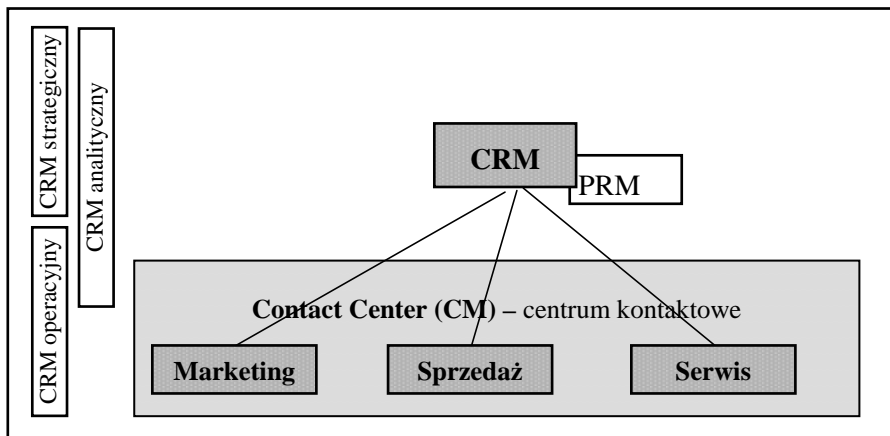 CRM strategiczny
CRM operacyjny
CRM analityczny
CRM
PRM
Contact Center (CM) – centrum kontaktowe
Marketing
Sprzedaż
Serwis